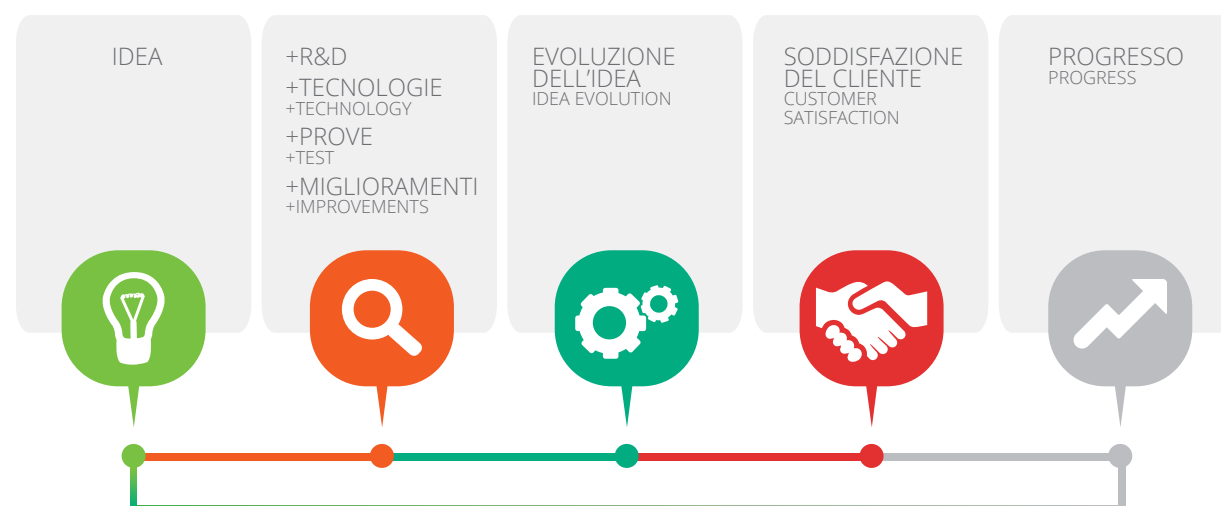 IDEA
+R&D
+TECNOLOGIE
+TECHNOLOGY
+PROVE
+TEST
+MIGLIORAMENTI
+IMPROVEMENTS
EVOLUZIONE
DELL’IDEA
IDEA EVOLUTION
SODDISFAZIONE
DEL CLIENTE
CUSTOMER
SATISFACTION
PROGRESSO
PROGRESS